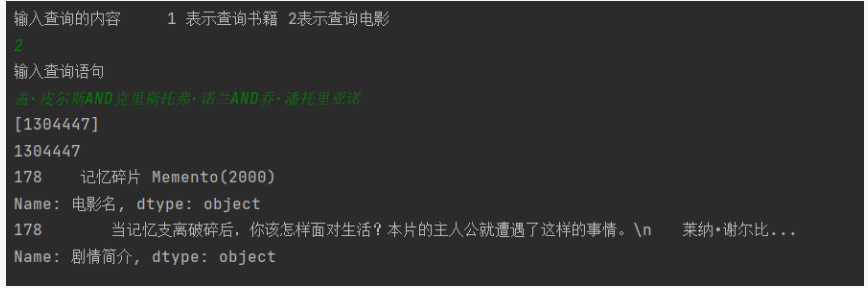 输入查询的内容     1 表示查询书籍 2表示查询电影
2
输入查询语句
盖·皮尔斯AND克里斯托弗·诺兰AND乔·潘托里亚诺
[1304447]
1304447
178    记忆碎片 Memento(2000)
Name: 电影名, dtype: object
178       当记忆支离破碎后，你该怎样面对生活？本片的主人公就遭遇了这样的事情。\n   莱纳•谢尔比...
Name: 剧情简介, dtype: object